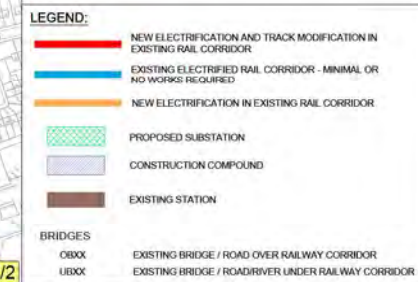 LEGEND:
NEW ELECTRIFICATION AND TRACK MODIFICATION IN
EXISTING RAIL CORRIDOR
EXISTING ELECTRIFIED RAIL CORRIDOR - MINIMAL OR
NO WORKS REQUIRED
NEW ELECTRIFICATION IN EXISTING RAIL CORRIDOR
PROPOSED SUBSTATION
CONSTRUCTION COMPOUND
EXISTING STATION
BRIDGES
OBXX EXISTING BRIDGE / ROAD OVER RAILWAY CORRIDOR
UBXX EXISTING BRIDGE / ROAD/RIVER UNDER RAILWAY CORRIDOR
/2